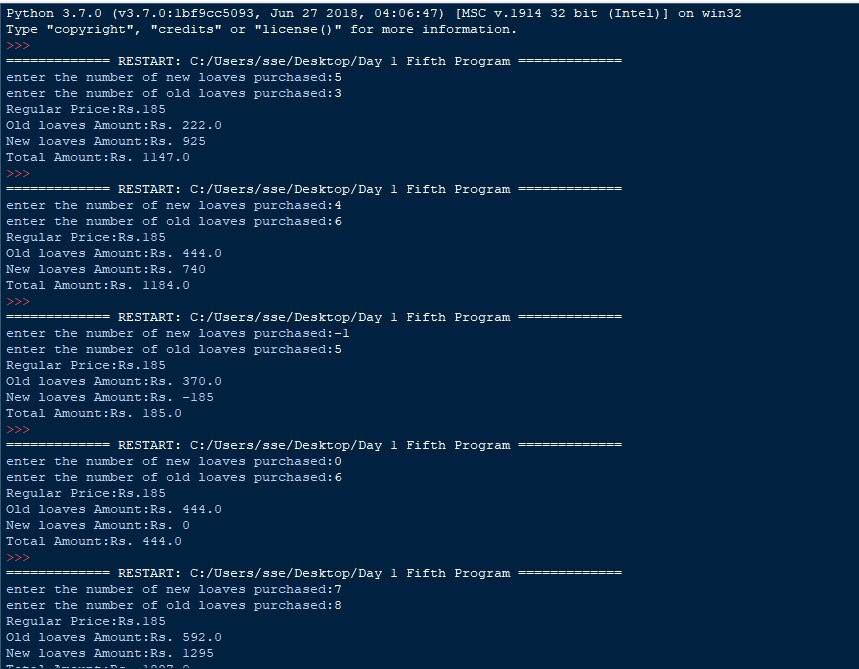 Python 3.7.0 (v3.7.0:1bf9cc5093, Jun 27 2018, 04:06:47) [MSC v.1914 32 bit (Intel)] on win32
Type "copyright", "credits" or "license()" for more information.
>>>
============= RESTART: C:/Users/sse/Desktop/Day 1 Fifth Program =============
enter the number of new loaves purchased:5
enter the number of old loaves purchased:3
Regular Price:Rs.185
Old loaves Amount:Rs. 222.0
New loaves Amount:Rs. 925
Total Amount:Rs. 1147.0
>>>
============= RESTART: C:/Users/sse/Desktop/Day 1 Fifth Program =============
enter the number of new loaves purchased:4
enter the number of old loaves purchased:6
Regular Price:Rs.185
Old loaves Amount:Rs. 444.0
New loaves Amount:Rs. 740
Total Amount:Rs. 1184.0
>>>
============= RESTART: C:/Users/sse/Desktop/Day 1 Fifth Program =============
enter the number of new loaves purchased:-1
enter the number of old loaves purchased:5
Regular Price:Rs.185
Old loaves Amount:Rs. 370.0
New loaves Amount:Rs. -185
Total Amount:Rs. 185.0
>>>
============= RESTART: C:/Users/sse/Desktop/Day 1 Fifth Program =============
enter the number of new loaves purchased:0
enter the number of old loaves purchased:6
Regular Price:Rs.185
Old loaves Amount:Rs. 444.0
New loaves Amount:Rs. 0
Total Amount:Rs. 444.0
>>>
============= RESTART: C:/Users/sse/Desktop/Day 1 Fifth Program =============
enter the number of new loaves purchased:7
enter the number of old loaves purchased:8
Regular Price:Rs.185
Old loaves Amount:Rs. 592.0
New loaves Amount:Rs. 1295
Total Amount:Rs.